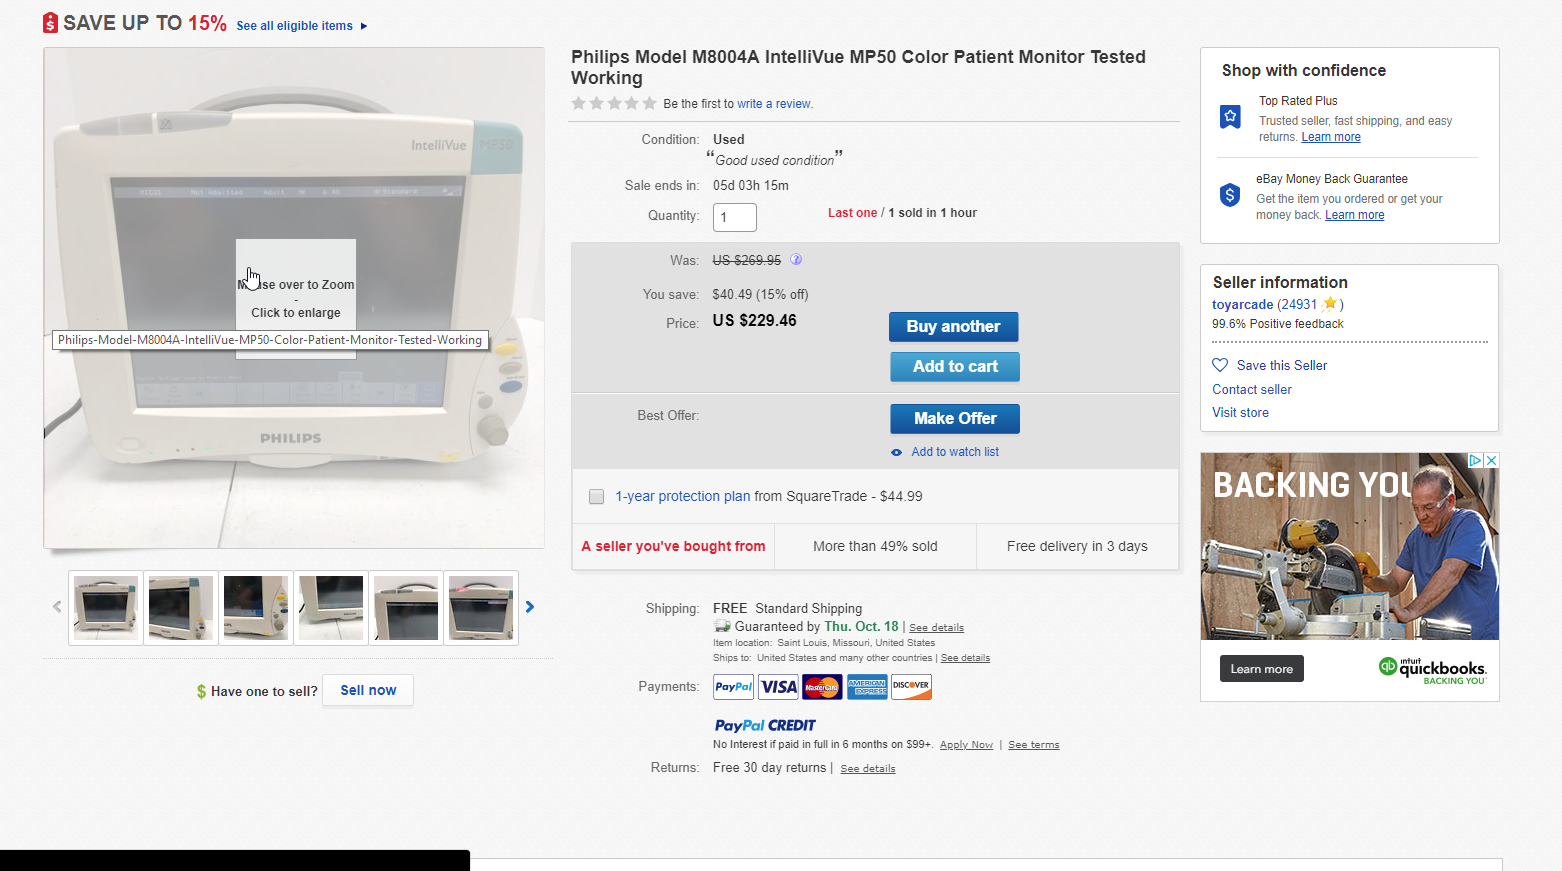 SAVE UP TO 15% See all eligible items
IntelliVue MP50
Not Admitted Adult
Standard
Mouse over to Zoom
-
Click to enlarge
Philips-Model-M8004A-IntelliVue-MP50-Color-Patient-Monitor-Tested-Working
PHILIPS
$ Have one to sell? Sell now
Philips Model M8004A IntelliVue MP50 Color Patient Monitor Tested
Working
Be the first to write a review.
Condition: Used
“Good used condition”
Sale ends in: 05d 03h 15m
Quantity: 1 Last one / 1 sold in 1 hour
Was: US $269.95 ?
You save: $40.49 (15% off)
Price: US $229.46
Buy another
Add to cart
Best Offer: Make Offer
Add to watch list
1-year protection plan from SquareTrade - $44.99
A seller you've bought from More than 49% sold Free delivery in 3 days
Shipping: FREE Standard Shipping
Guaranteed by Thu. Oct. 18 | See details
Item location: Saint Louis, Missouri, United States
Ships to: United States and many other countries | See details
Payments: PayPal VISA MasterCard AMERICAN EXPRESS DISCOVER
PayPal CREDIT
No Interest if paid in full in 6 months on $99+. Apply Now | See terms
Returns: Free 30 day returns | See details
Shop with confidence
Top Rated Plus
Trusted seller, fast shipping, and easy
returns. Learn more
eBay Money Back Guarantee
Get the item you ordered or get your
money back. Learn more
Seller information
toyarcade (24931 )
99.6% Positive feedback
Save this Seller
Contact seller
Visit store
BACKING YOU
Learn more
intuit
quickbooks.
BACKING YOU